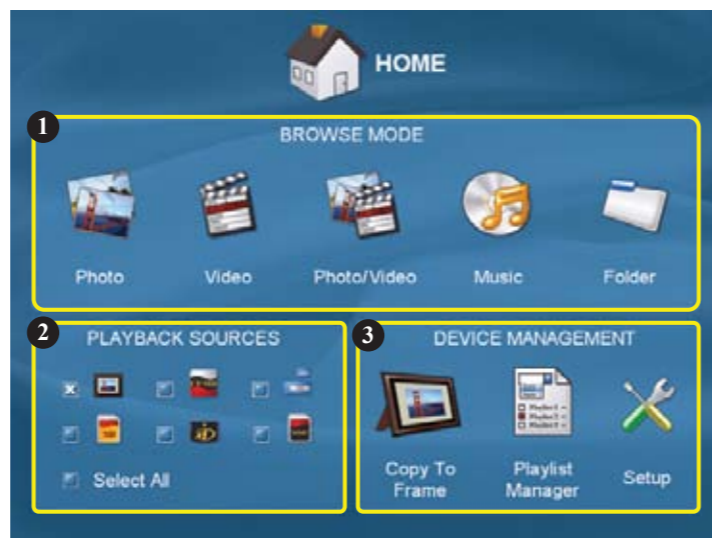 HOME
1
BROWSE MODE
Photo Video Photo/Video Music Folder
2
PLAYBACK SOURCES
Select All
3
DEVICE MANAGEMENT
Copy To
Frame
Playlist
Manager
Setup